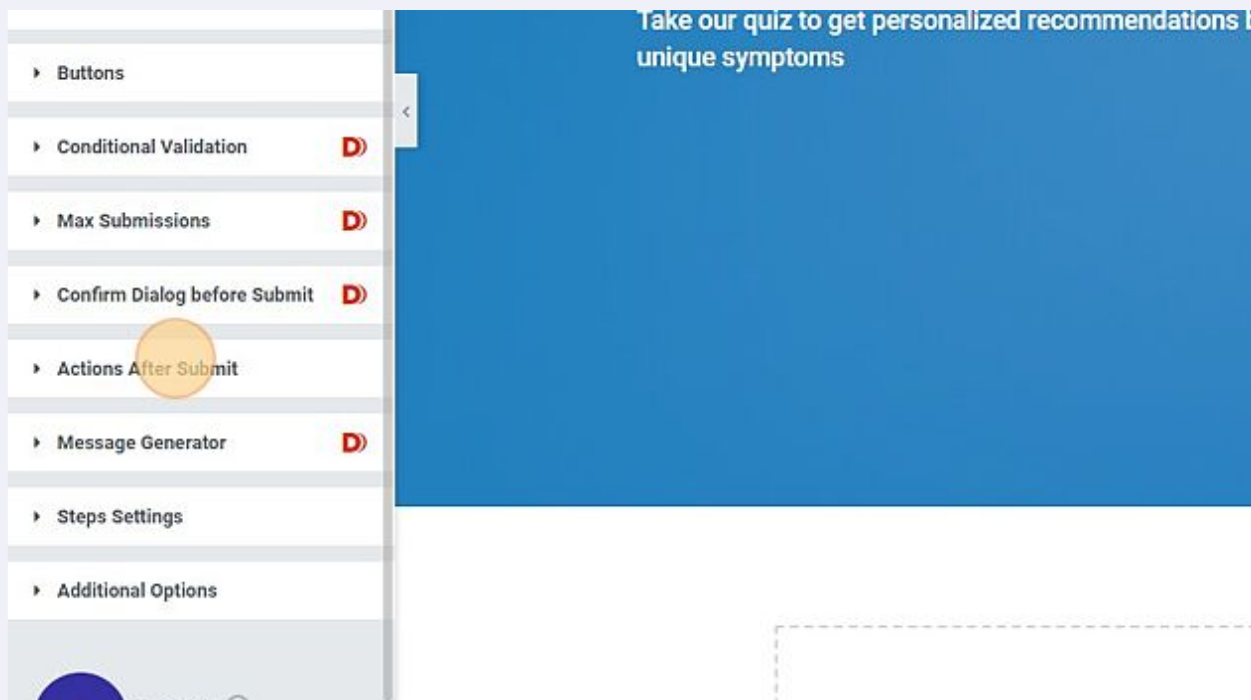 Take our quiz to get personalized recommendations
unique symptoms
Buttons
Conditional Validation D
Max Submissions D
Confirm Dialog before Submit D
Actions After Submit
Message Generator D
Steps Settings
Additional Options